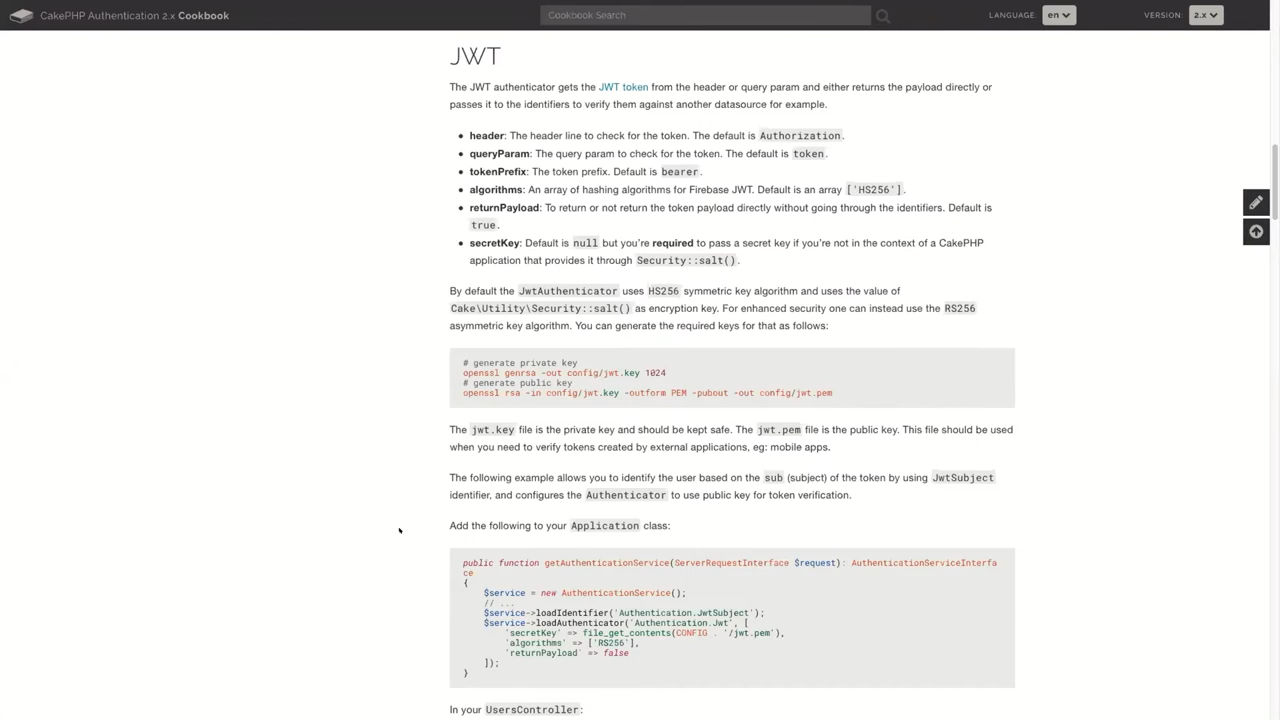 CakePHP Authentication 2.x Cookbook
Cookbook Search
LANGUAGE:
en
VERSION:
2.x
JWT
The JWT authenticator gets the JWT token from the header or query param and either returns the payload directly or
passes it to the identifiers to verify them against another datasource for example.
header: The header line to check for the token. The default is Authorization.
queryParam: The query param to check for the token. The default is token.
tokenPrefix: The token prefix. Default is bearer.
algorithms: An array of hashing algorithms for Firebase JWT. Default is an array ['HS256'].
returnPayload: To return or not return the token payload directly without going through the identifiers. Default is
true.
secretKey: Default is null but you're required to pass a secret key if you're not in the context of a CakePHP
application that provides it through Security::salt().
By default the JwtAuthenticator uses HS256 symmetric key algorithm and uses the value of
Cake\Utility\Security::salt() as encryption key. For enhanced security one can instead use the RS256
asymmetric key algorithm. You can generate the required keys for that as follows:
# generate private key
openssl genrsa -out config/jwt.key 1024
# generate public key
openssl rsa -in config/jwt.key -outform PEM -pubout -out config/jwt.pem
The jwt.key file is the private key and should be kept safe. The jwt.pem file is the public key. This file should be used
when you need to verify tokens created by external applications, eg: mobile apps.
The following example allows you to identify the user based on the sub (subject) of the token by using JwtSubject
identifier, and configures the Authenticator to use public key for token verification.
Add the following to your Application class:
public function getAuthenticationService(ServerRequestInterface $request): AuthenticationServiceInterfa
ce
{
$service = new AuthenticationService();
// ...
$service->loadIdentifier('Authentication.JwtSubject');
$service->loadAuthenticator('Authentication.Jwt', [
'secretKey' => file_get_contents(CONFIG . '/jwt.pem'),
'algorithms' => ['RS256'],
'returnPayload' => false
]);
}
In your UsersController: